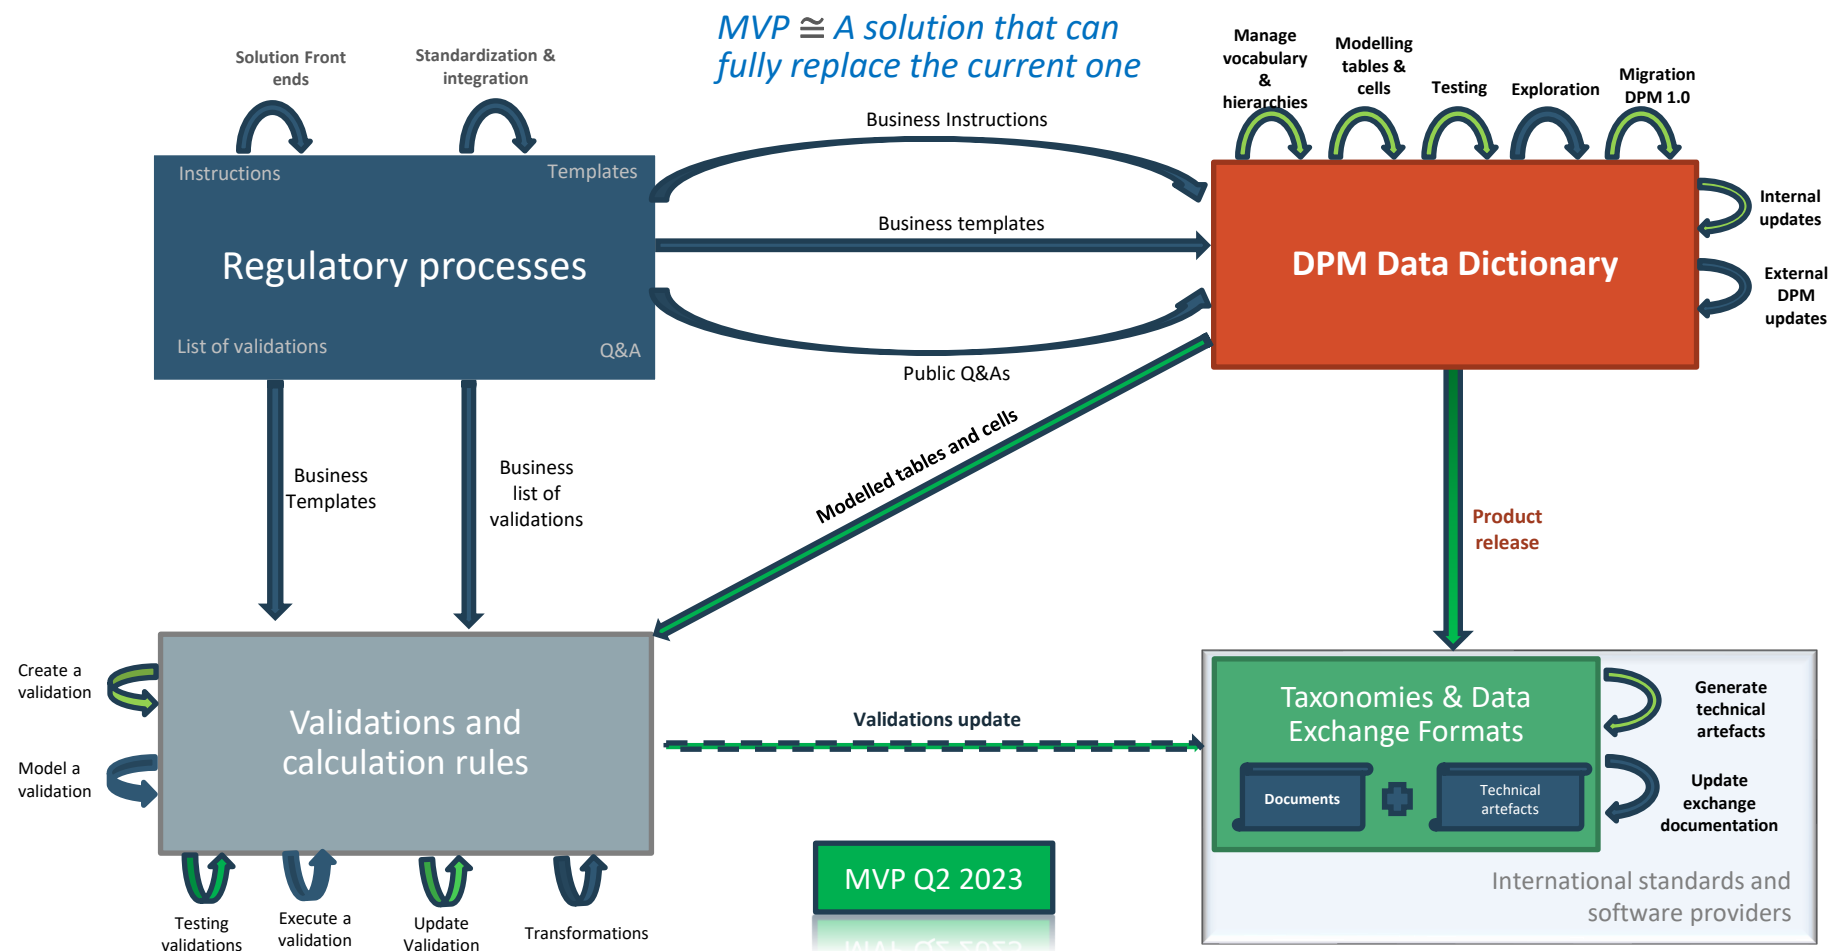 MVP ≅ A solution that can
fully replace the current one
Solution Front
ends
Standardization &
integration
Manage
vocabulary
&
hierarchies
Modelling
tables &
cells
Testing
Exploration
Migration
DPM 1.0
Instructions
Templates
Regulatory processes
List of validations
Q&A
Business Instructions
Business templates
Public Q&As
DPM Data Dictionary
Internal
updates
External
DPM
updates
Business
Templates
Business
list of
validations
Modelled tables and cells
Product
release
Create a
validation
Model a
validation
Validations and
calculation rules
Validations update
Taxonomies & Data
Exchange Formats
Documents
Technical
artefacts
Generate
technical
artefacts
Update
exchange
documentation
International standards and
software providers
Testing
validations
Execute a
validation
Update
Validation
Transformations
MVP Q2 2023